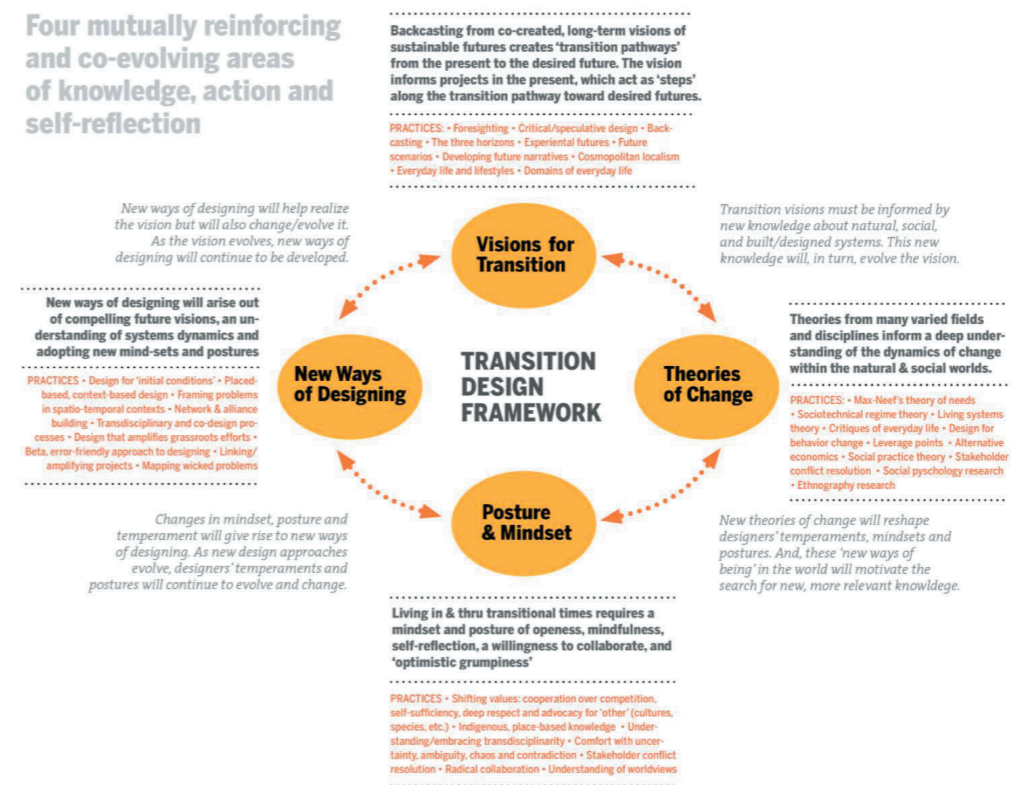 Four mutually reinforcing
and co-evolving areas
of knowledge, action and
self-reflection
Backcasting from co-created, long-term visions of
sustainable futures creates ‘transition pathways’
from the present to the desired future. The vision
informs projects in the present, which act as ‘steps’
along the transition pathway toward desired futures.
PRACTICES: • Foresighting • Critical/speculative design • Back-
casting • The three horizons • Experiental futures • Future
scenarios • Developing future narratives • Cosmopolitan localism
• Everyday life and lifestyles • Domains of everyday life
New ways of designing will help realize
the vision but will also change/evolve it.
As the vision evolves, new ways of
designing will continue to be developed.
Visions for
Transition
Transition visions must be informed by
new knowledge about natural, social,
and built/designed systems. This new
knowledge will, in turn, evolve the vision.
New ways of designing will arise out
of compelling future visions, an un-
derstanding of systems dynamics and
adopting new mind-sets and postures
PRACTICES • Design for ‘initial conditions’ • Placed-
based, context-based design • Framing problems
in spatio-temporal contexts • Network & alliance
building • Transdisciplinary and co-design pro-
cesses • Design that amplifies grassroots efforts •
Beta, error-friendly approach to designing • Linking/
amplifying projects • Mapping wicked problems
New Ways
of Designing
TRANSITION
DESIGN
FRAMEWORK
Theories
of Change
Theories from many varied fields
and disciplines inform a deep under-
standing of the dynamics of change
within the natural & social worlds.
PRACTICES: • Max-Neef’s theory of needs
• Sociotechnical regime theory • Living systems
theory • Critiques of everyday life • Design for
behavior change • Leverage points • Alternative
economics • Social practice theory • Stakeholder
conflict resolution • Social pyschology research
• Ethnography research
Changes in mindset, posture and
temperament will give rise to new ways
of designing. As new design approaches
evolve, designers’ temperaments and
postures will continue to evolve and change.
Posture
& Mindset
New theories of change will reshape
designers’ temperaments, mindsets and
postures. And, these ‘new ways of
being’ in the world will motivate the
search for new, more relevant knowldege.
Living in & thru transitional times requires a
mindset and posture of openess, mindfulness,
self-reflection, a willingness to collaborate, and
‘optimistic grumpiness’
PRACTICES • Shifting values: cooperation over competition,
self-sufficiency, deep respect and advocacy for ‘other’ (cultures,
species, etc.) • Indigenous, place-based knowledge • Under-
standing/embracing transdisciplinarity • Comfort with uncer-
tainty, ambiguity, chaos and contradiction • Stakeholder conflict
resolution • Radical collaboration • Understanding of worldviews